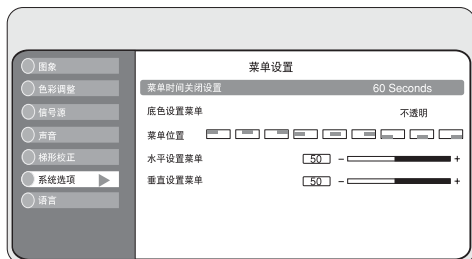 图象
色彩调整
信号源
声音
梯形校正
系统选项
语言
菜单设置
菜单时间关闭设置 60 Seconds
底色设置菜单 不透明
菜单位置
水平设置菜单 50 - +
垂直设置菜单 50 - +